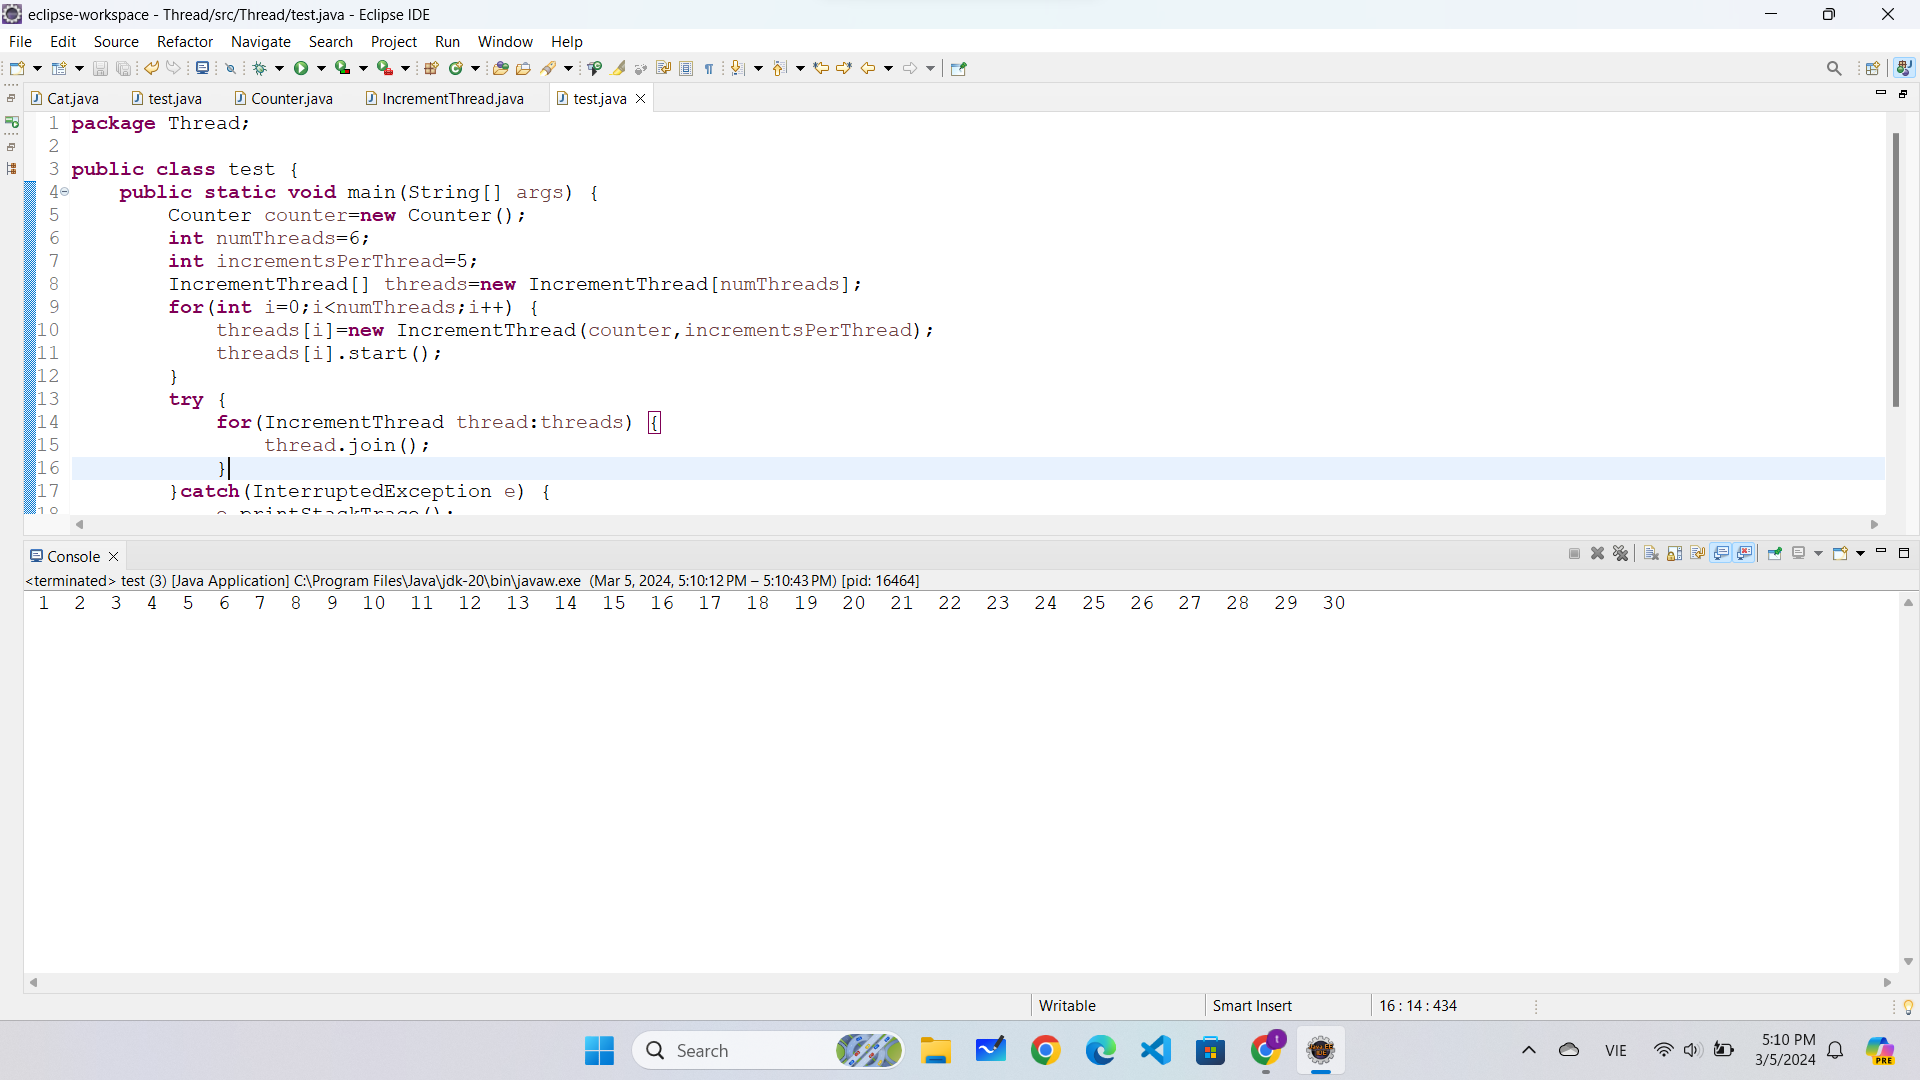 eclipse-workspace - Thread/src/Thread/test.java - Eclipse IDE
File Edit Source Refactor Navigate Search Project Run Window Help
Cat.java test.java Counter.java IncrementThread.java test.java
1 package Thread;
2
3 public class test {
4 public static void main(String[] args) {
5 Counter counter=new Counter();
6 int numThreads=6;
7 int incrementsPerThread=5;
8 IncrementThread[] threads=new IncrementThread[numThreads];
9 for(int i=0;i<numThreads;i++) {
10 threads[i]=new IncrementThread(counter,incrementsPerThread);
11 threads[i].start();
12 }
13 try {
14 for(IncrementThread thread:threads) {
15 thread.join();
16 }
17 }catch(InterruptedException e) {
18 e.printStackTrace();
Console
<terminated> test (3) [Java Application] C:\Program Files\Java\jdk-20\bin\javaw.exe (Mar 5, 2024, 5:10:12 PM – 5:10:43 PM) [pid: 16464]
1 2 3 4 5 6 7 8 9 10 11 12 13 14 15 16 17 18 19 20 21 22 23 24 25 26 27 28 29 30
Writable Smart Insert 16 : 14 : 434
Search t VIE 5:10 PM
3/5/2024 PRE